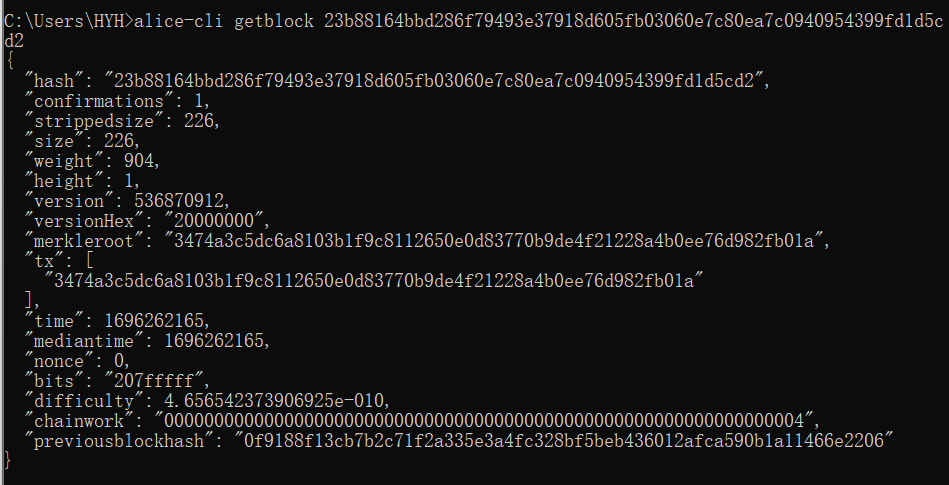 C:\Users\HYH>alice-cli getblock 23b88164bbd286f79493e37918d605fb03060e7c80ea7c0940954399fd1d5c
d2
{
  "hash": "23b88164bbd286f79493e37918d605fb03060e7c80ea7c0940954399fd1d5cd2",
  "confirmations": 1,
  "strippedsize": 226,
  "size": 226,
  "weight": 904,
  "height": 1,
  "version": 536870912,
  "versionHex": "20000000",
  "merkleroot": "3474a3c5dc6a8103b1f9c8112650e0d83770b9de4f21228a4b0ee76d982fb01a",
  "tx": [
    "3474a3c5dc6a8103b1f9c8112650e0d83770b9de4f21228a4b0ee76d982fb01a"
  ],
  "time": 1696262165,
  "mediantime": 1696262165,
  "nonce": 0,
  "bits": "207fffff",
  "difficulty": 4.656542373906925e-010,
  "chainwork": "0000000000000000000000000000000000000000000000000000000000000004",
  "previousblockhash": "0f9188f13cb7b2c71f2a335e3a4fc328bf5beb436012afca590b1a11466e2206"
}